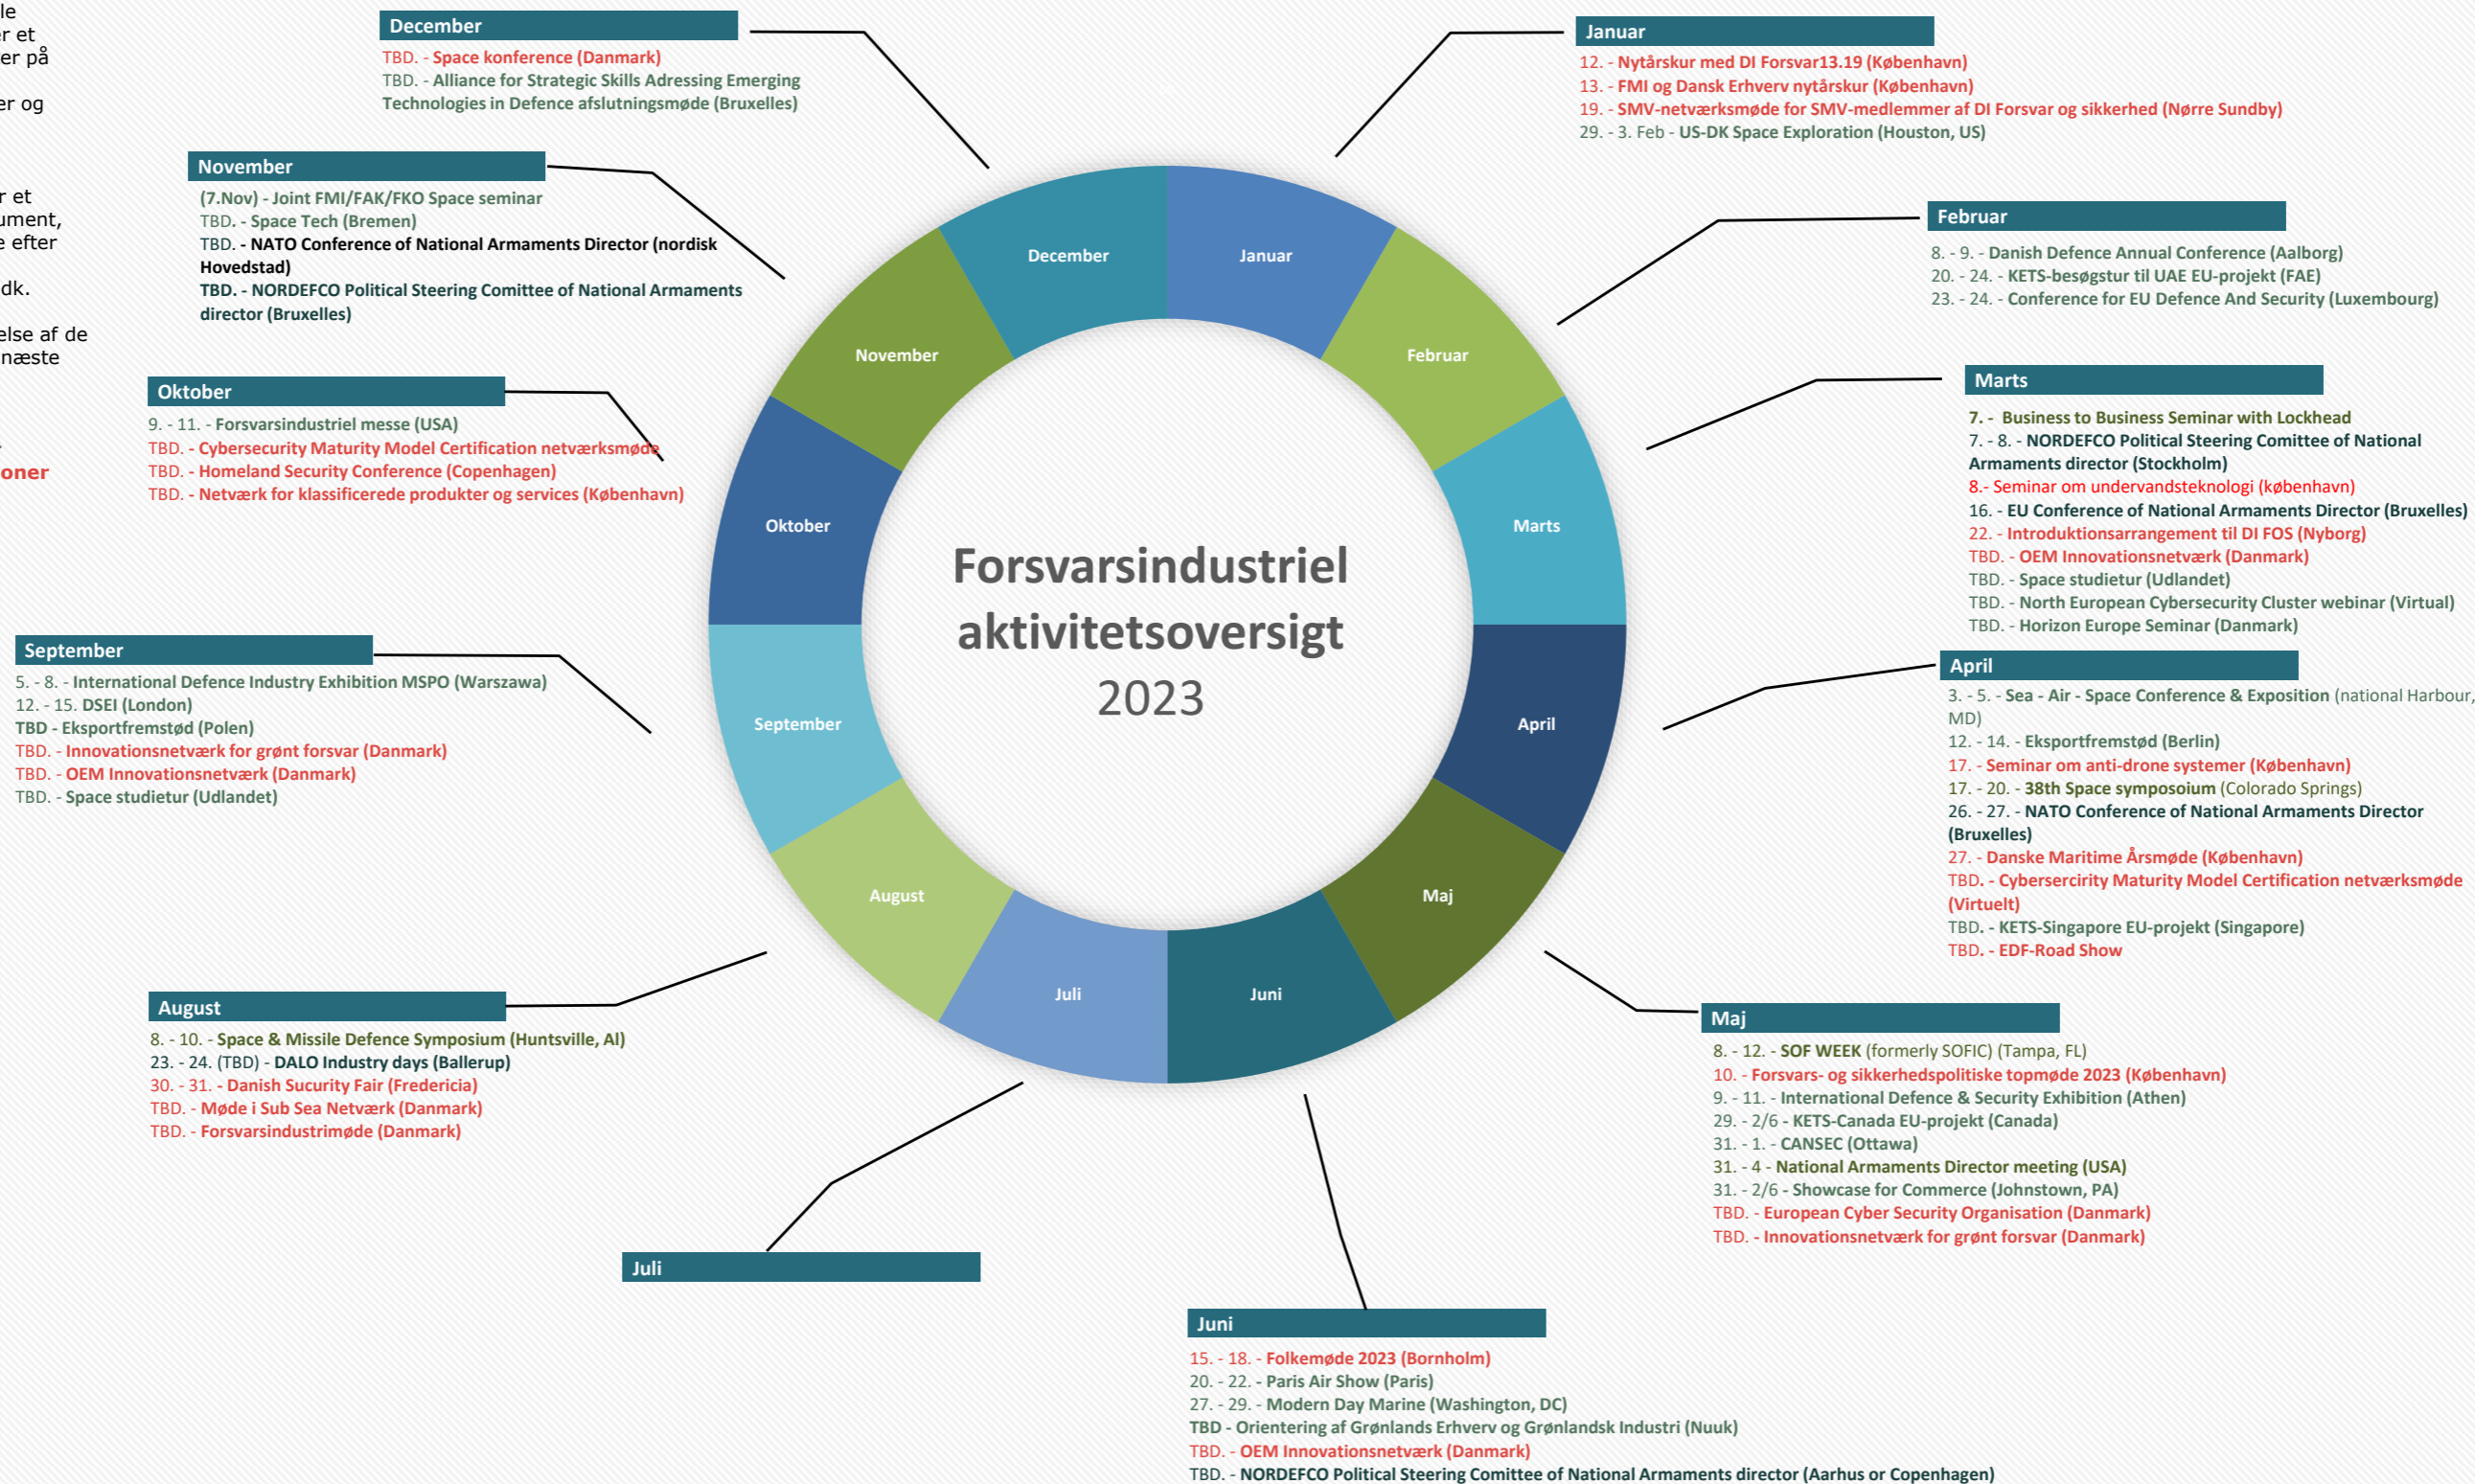 le
er et
er på
er og
r et
ument,
e efter
dk.
else af de
næste
oner
December
TBD. - Space konference (Danmark)
TBD. - Alliance for Strategic Skills Adressing Emerging
Technologies in Defence afslutningsmøde (Bruxelles)
Januar
12. - Nytårskur med DI Forsvar13.19 (København)
13. - FMI og Dansk Erhverv nytårskur (København)
19. - SMV-netværksmøde for SMV-medlemmer af DI Forsvar og sikkerhed (Nørre Sundby)
29. - 3. Feb - US-DK Space Exploration (Houston, US)
November
(7.Nov) - Joint FMI/FAK/FKO Space seminar
TBD. - Space Tech (Bremen)
TBD. - NATO Conference of National Armaments Director (nordisk
Hovedstad)
TBD. - NORDEFCO Political Steering Comittee of National Armaments
director (Bruxelles)
Februar
8. - 9. - Danish Defence Annual Conference (Aalborg)
20. - 24. - KETS-besøgstur til UAE EU-projekt (FAE)
23. - 24. - Conference for EU Defence And Security (Luxembourg)
Oktober
9. - 11. - Forsvarsindustriel messe (USA)
TBD. - Cybersecurity Maturity Model Certification netværksmøde
TBD. - Homeland Security Conference (Copenhagen)
TBD. - Netværk for klassificerede produkter og services (København)
Marts
7. - Business to Business Seminar with Lockhead
7. - 8. - NORDEFCO Political Steering Comittee of National
Armaments director (Stockholm)
8.- Seminar om undervandsteknologi (københavn)
16. - EU Conference of National Armaments Director (Bruxelles)
22. - Introduktionsarrangement til DI FOS (Nyborg)
TBD. - OEM Innovationsnetværk (Danmark)
TBD. - Space studietur (Udlandet)
TBD. - North European Cybersecurity Cluster webinar (Virtual)
TBD. - Horizon Europe Seminar (Danmark)
September
5. - 8. - International Defence Industry Exhibition MSPO (Warszawa)
12. - 15. DSEI (London)
TBD - Eksportfremstød (Polen)
TBD. - Innovationsnetværk for grønt forsvar (Danmark)
TBD. - OEM Innovationsnetværk (Danmark)
TBD. - Space studietur (Udlandet)
April
3. - 5. - Sea - Air - Space Conference & Exposition (national Harbour,
MD)
12. - 14. - Eksportfremstød (Berlin)
17. - Seminar om anti-drone systemer (København)
17. - 20. - 38th Space symposoium (Colorado Springs)
26. - 27. - NATO Conference of National Armaments Director
(Bruxelles)
27. - Danske Maritime Årsmøde (København)
TBD. - Cybersercirity Maturity Model Certification netværksmøde
(Virtuelt)
TBD. - KETS-Singapore EU-projekt (Singapore)
TBD. - EDF-Road Show
August
8. - 10. - Space & Missile Defence Symposium (Huntsville, Al)
23. - 24. (TBD) - DALO Industry days (Ballerup)
30. - 31. - Danish Sucurity Fair (Fredericia)
TBD. - Møde i Sub Sea Netværk (Danmark)
TBD. - Forsvarsindustrimøde (Danmark)
Maj
8. - 12. - SOF WEEK (formerly SOFIC) (Tampa, FL)
10. - Forsvars- og sikkerhedspolitiske topmøde 2023 (København)
9. - 11. - International Defence & Security Exhibition (Athen)
29. - 2/6 - KETS-Canada EU-projekt (Canada)
31. - 1. - CANSEC (Ottawa)
31. - 4 - National Armaments Director meeting (USA)
31. - 2/6 - Showcase for Commerce (Johnstown, PA)
TBD. - European Cyber Security Organisation (Danmark)
TBD. - Innovationsnetværk for grønt forsvar (Danmark)
Juli
Juni
15. - 18. - Folkemøde 2023 (Bornholm)
20. - 22. - Paris Air Show (Paris)
27. - 29. - Modern Day Marine (Washington, DC)
TBD - Orientering af Grønlands Erhverv og Grønlandsk Industri (Nuuk)
TBD. - OEM Innovationsnetværk (Danmark)
TBD. - NORDEFCO Political Steering Comittee of National Armaments director (Aarhus or Copenhagen)
December
Januar
November
Februar
Oktober
Marts
September
April
August
Maj
Juli
Juni
Forsvarsindustriel
aktivitetsoversigt
2023